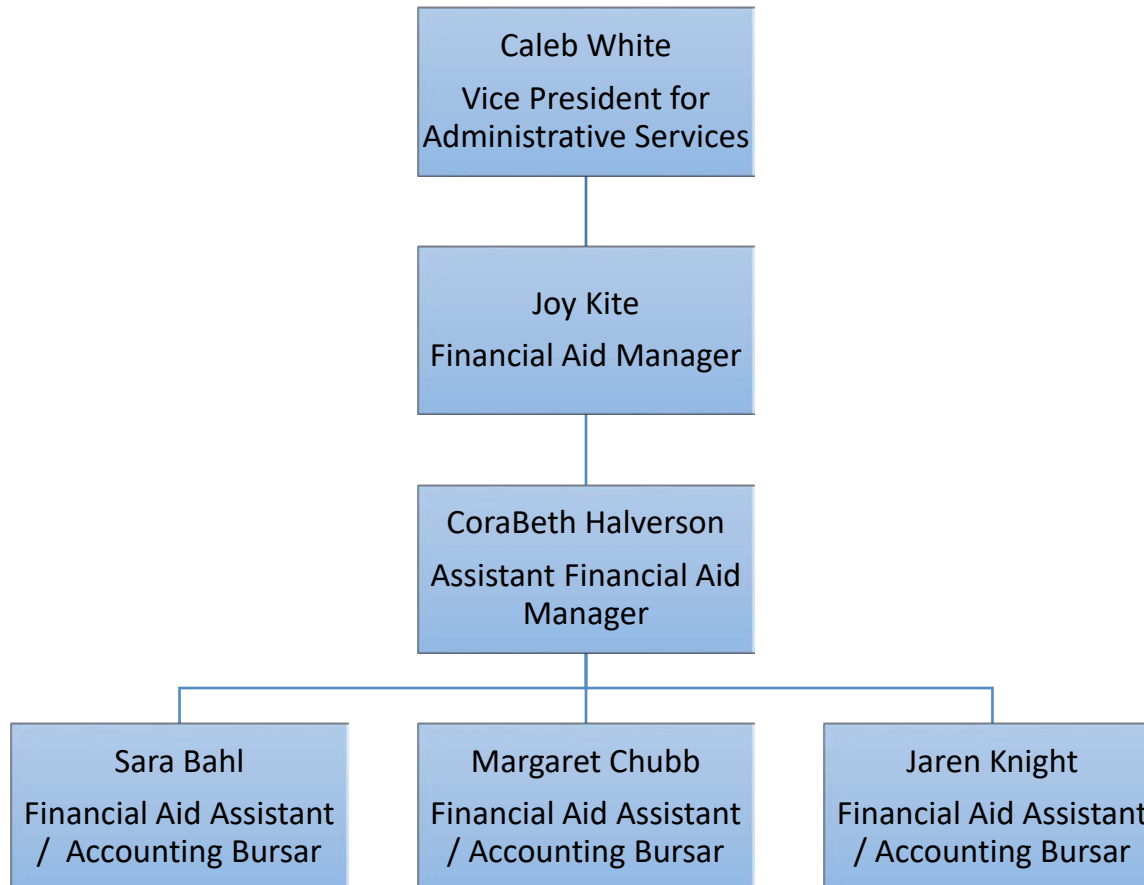 Caleb White
Vice President for
Administrative Services
Joy Kite
Financial Aid Manager
CoraBeth Halverson
Assistant Financial Aid
Manager
Sara Bahl
Financial Aid Assistant
/ Accounting Bursar
Margaret Chubb
Financial Aid Assistant
/ Accounting Bursar
Jaren Knight
Financial Aid Assistant
/ Accounting Bursar